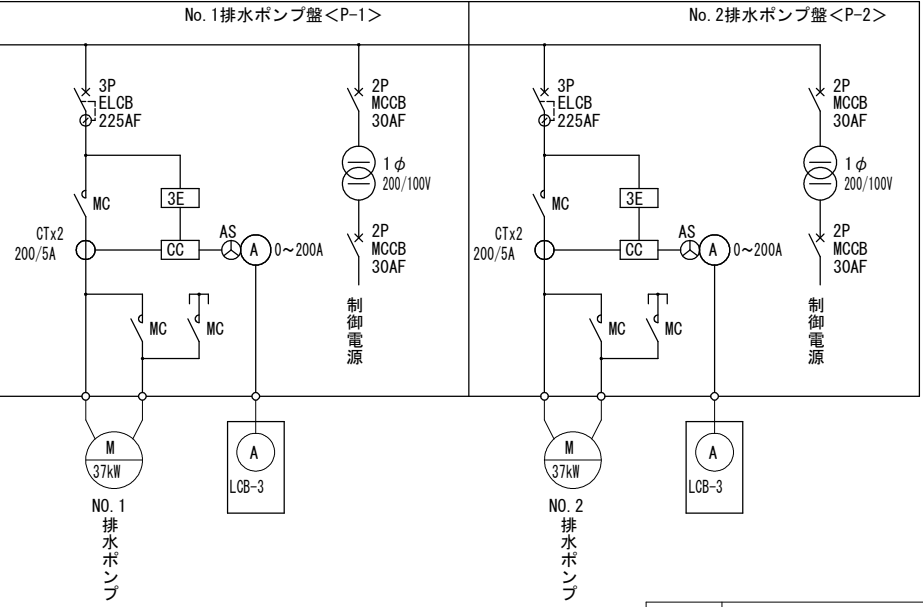 No.1排水ポンプ盤<P-1>
3P
ELCB
225AF
2P
MCCB
30AF
1φ
200/100V
MC
3E
CTx2
200/5A
CC
AS
A
0~200A
2P
MCCB
30AF
MC
MC
制御電源
M
37kW
A
LCB-3
NO.1
排水ポンプ
No.2排水ポンプ盤<P-2>
3P
ELCB
225AF
2P
MCCB
30AF
1φ
200/100V
MC
3E
CTx2
200/5A
CC
AS
A
0~200A
2P
MCCB
30AF
MC
MC
制御電源
M
37kW
A
LCB-3
NO.2
排水ポンプ